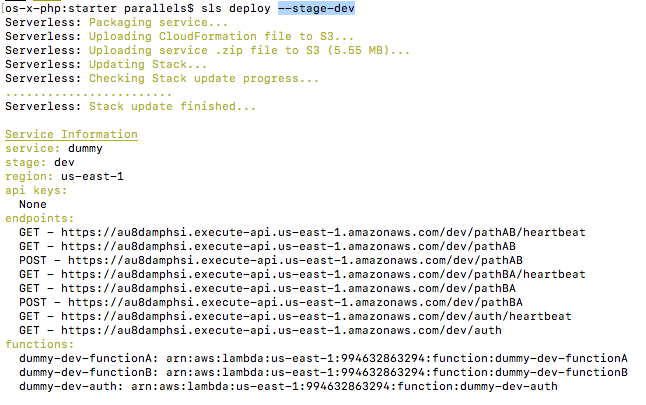 os-x-php:starter parallels$ sls deploy --stage-dev
Serverless: Packaging service...
Serverless: Uploading CloudFormation file to S3...
Serverless: Uploading service .zip file to S3 (5.55 MB)...
Serverless: Updating Stack...
Serverless: Checking Stack update progress...
........................
Serverless: Stack update finished...
Service Information
service: dummy
stage: dev
region: us-east-1
api keys:
  None
endpoints:
  GET - https://au8damphsi.execute-api.us-east-1.amazonaws.com/dev/pathAB/heartbeat
  GET - https://au8damphsi.execute-api.us-east-1.amazonaws.com/dev/pathAB
  POST - https://au8damphsi.execute-api.us-east-1.amazonaws.com/dev/pathAB
  GET - https://au8damphsi.execute-api.us-east-1.amazonaws.com/dev/pathBA/heartbeat
  GET - https://au8damphsi.execute-api.us-east-1.amazonaws.com/dev/pathBA
  POST - https://au8damphsi.execute-api.us-east-1.amazonaws.com/dev/pathBA
  GET - https://au8damphsi.execute-api.us-east-1.amazonaws.com/dev/auth/heartbeat
  GET - https://au8damphsi.execute-api.us-east-1.amazonaws.com/dev/auth
functions:
  dummy-dev-functionA: arn:aws:lambda:us-east-1:994632863294:function:dummy-dev-functionA
  dummy-dev-functionB: arn:aws:lambda:us-east-1:994632863294:function:dummy-dev-functionB
  dummy-dev-auth: arn:aws:lambda:us-east-1:994632863294:function:dummy-dev-auth